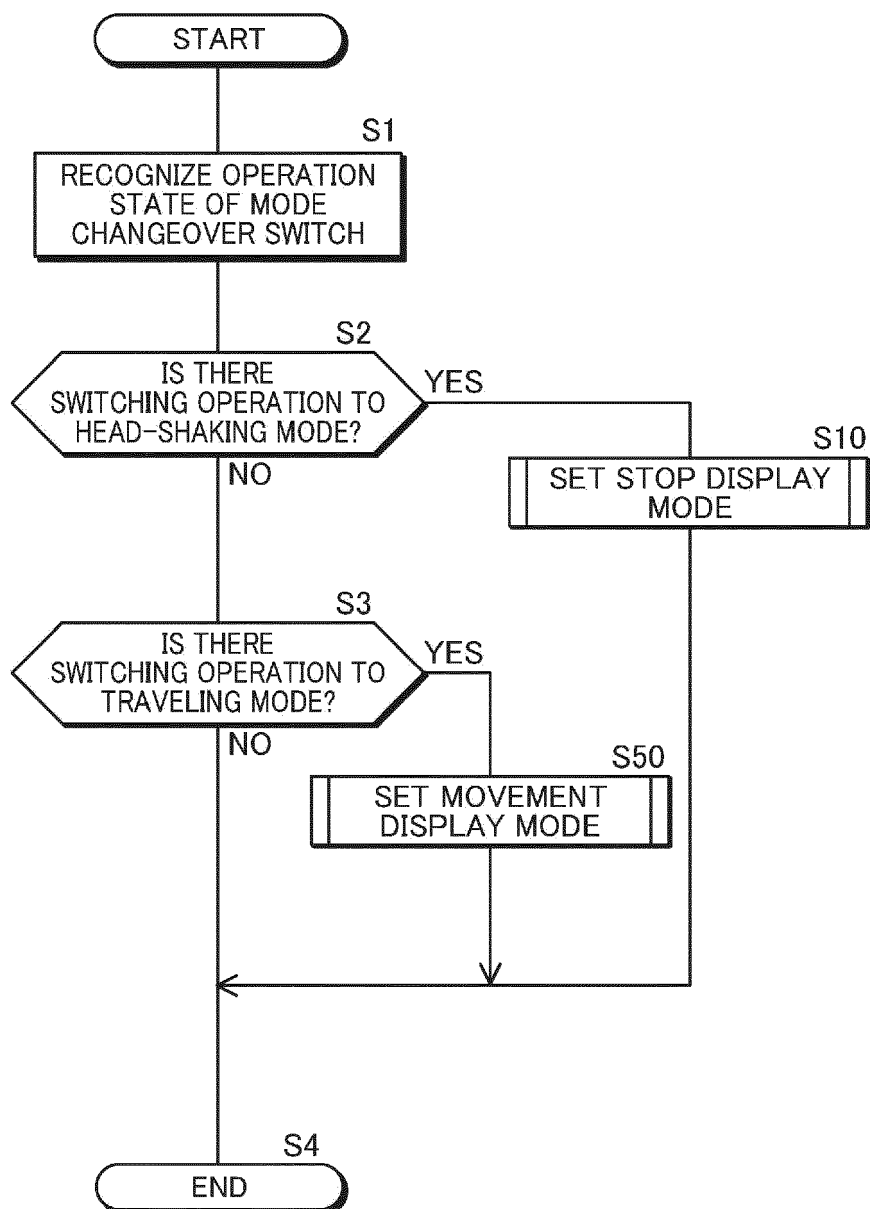 START
S1
RECOGNIZE OPERATION
STATE OF MODE
CHANGEOVER SWITCH
S2
IS THERE
SWITCHING OPERATION TO
HEAD-SHAKING MODE?
YES
NO
S10
SET STOP DISPLAY
MODE
S3
IS THERE
SWITCHING OPERATION TO
TRAVELING MODE?
YES
NO
S50
SET MOVEMENT
DISPLAY MODE
S4
END